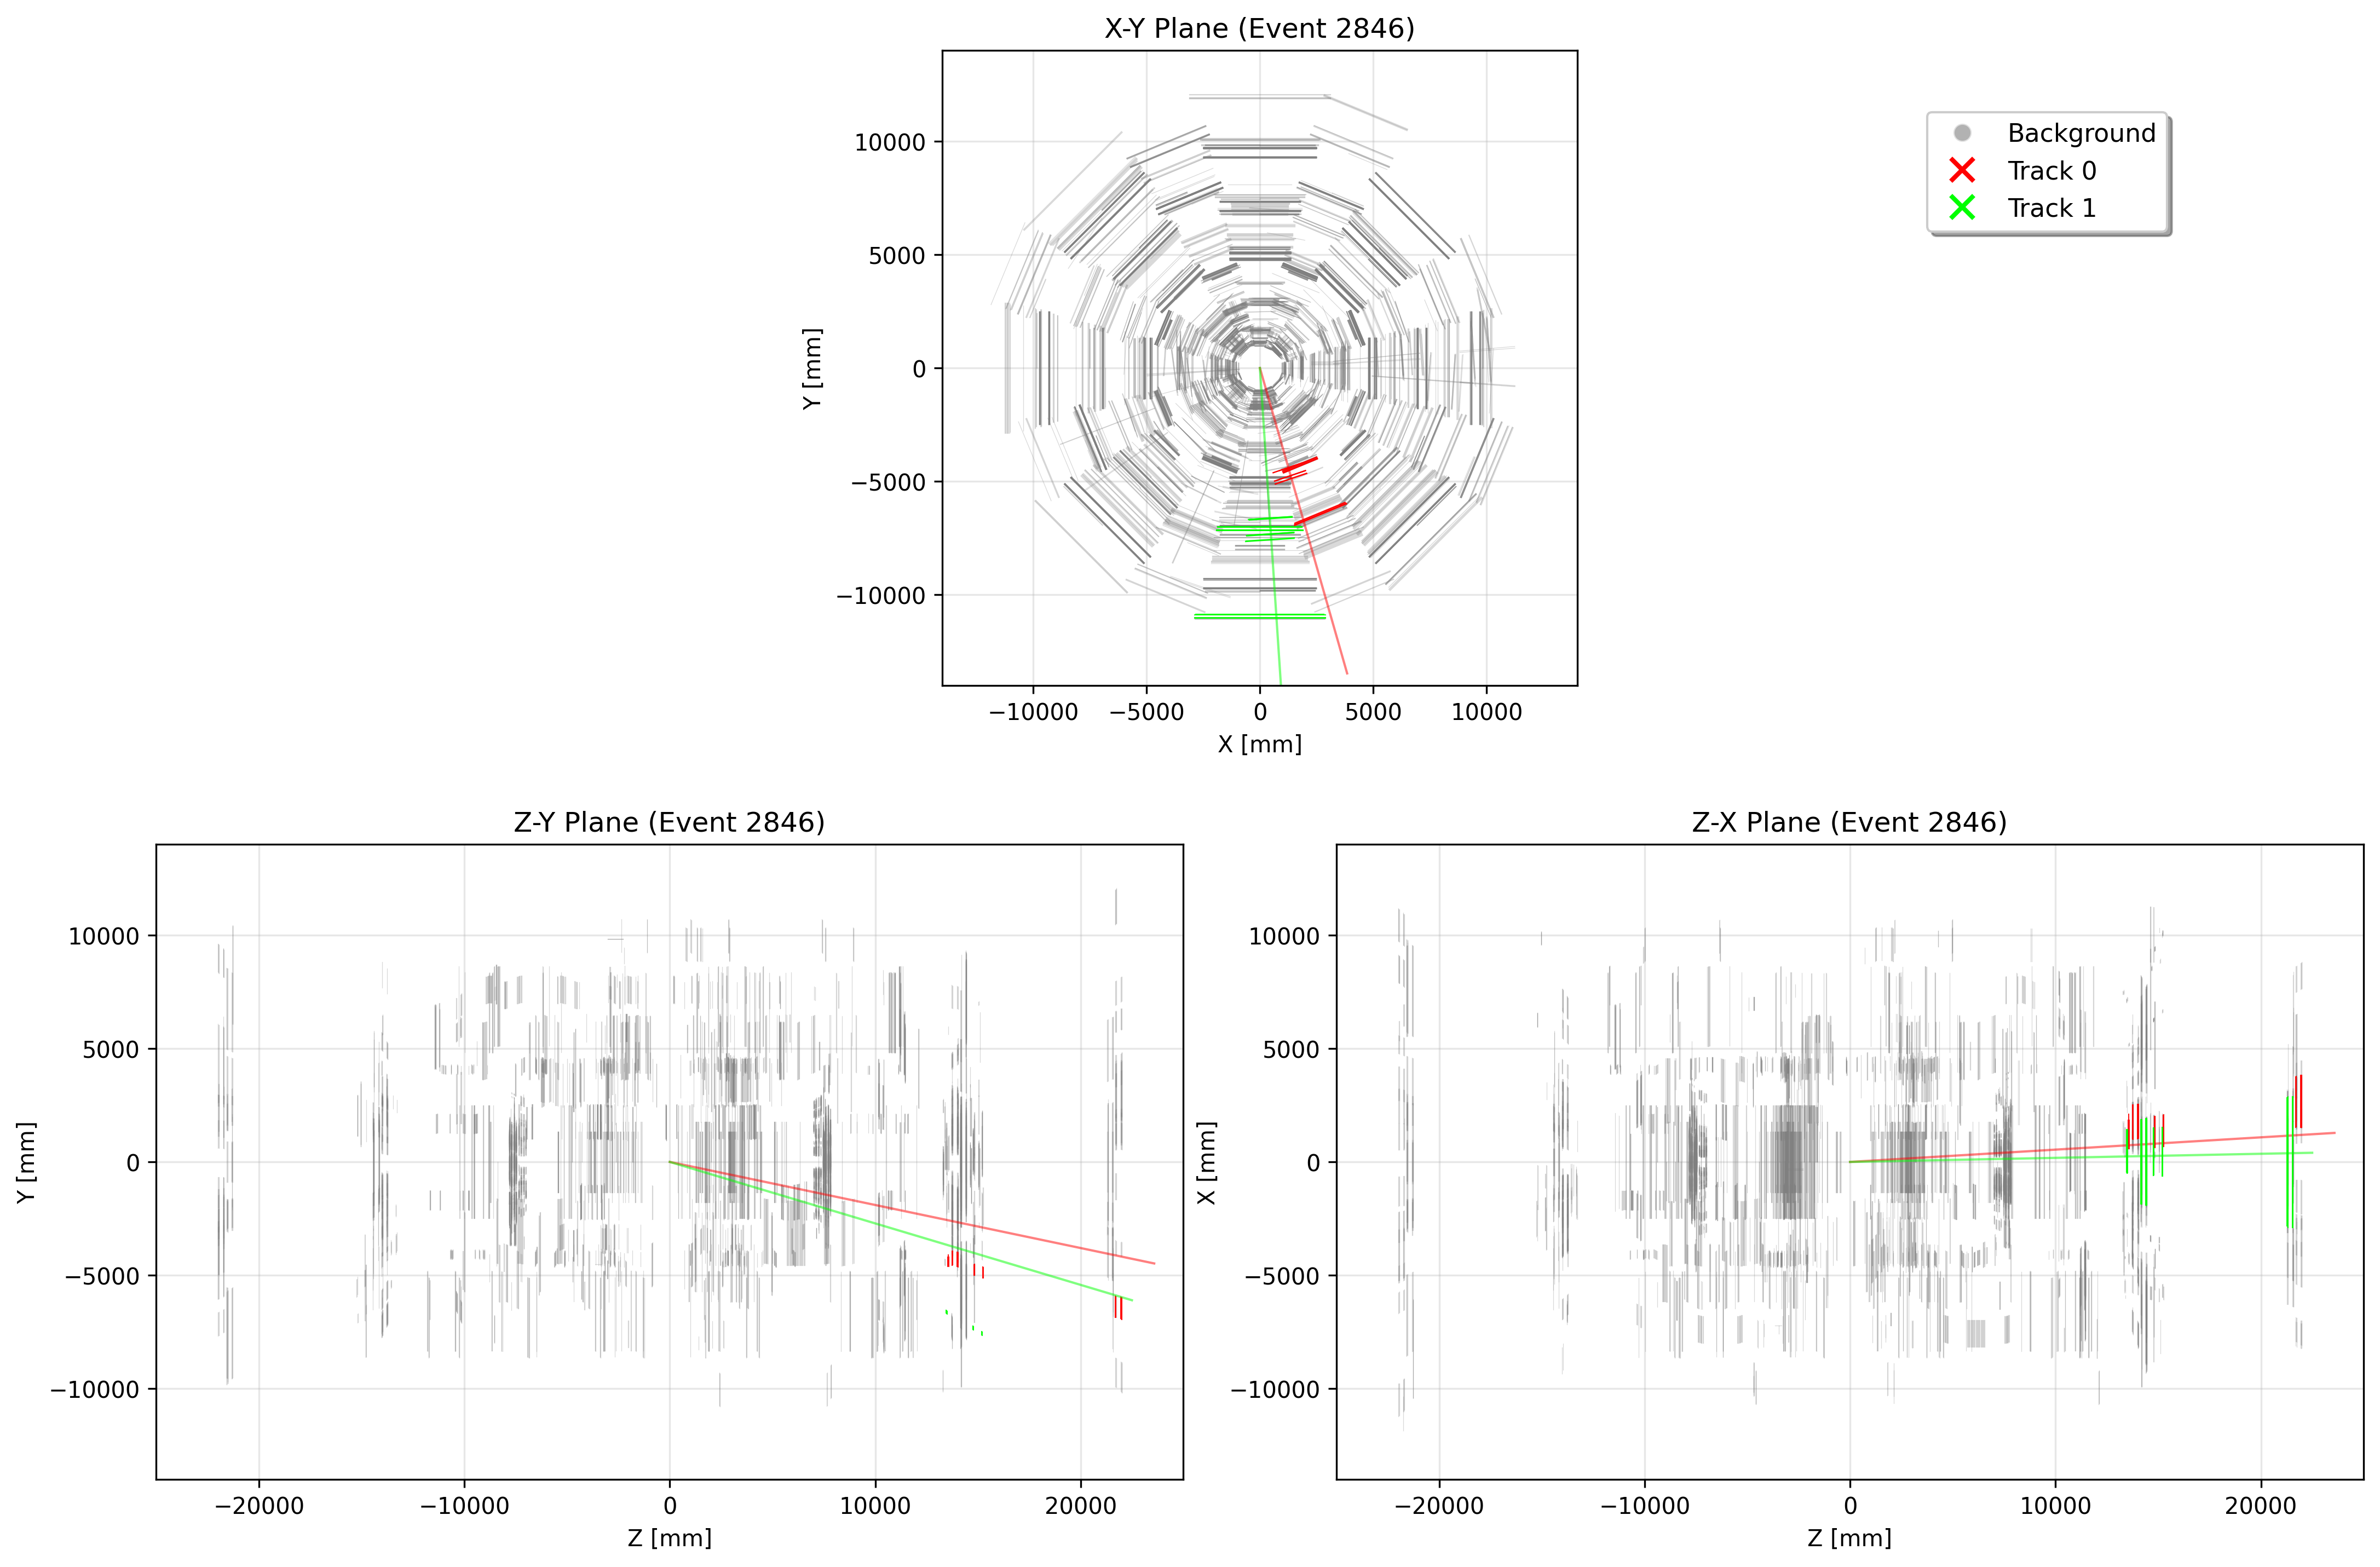 X-Y Plane (Event 2846)
Y [mm]
10000
5000
0
−5000
−10000
−10000 −5000 0 5000 10000
X [mm]
Background
Track 0
Track 1
Z-Y Plane (Event 2846)
Y [mm]
10000
5000
0
−5000
−10000
−20000 −10000 0 10000 20000
Z [mm]
Z-X Plane (Event 2846)
X [mm]
10000
5000
0
−5000
−10000
−20000 −10000 0 10000 20000
Z [mm]